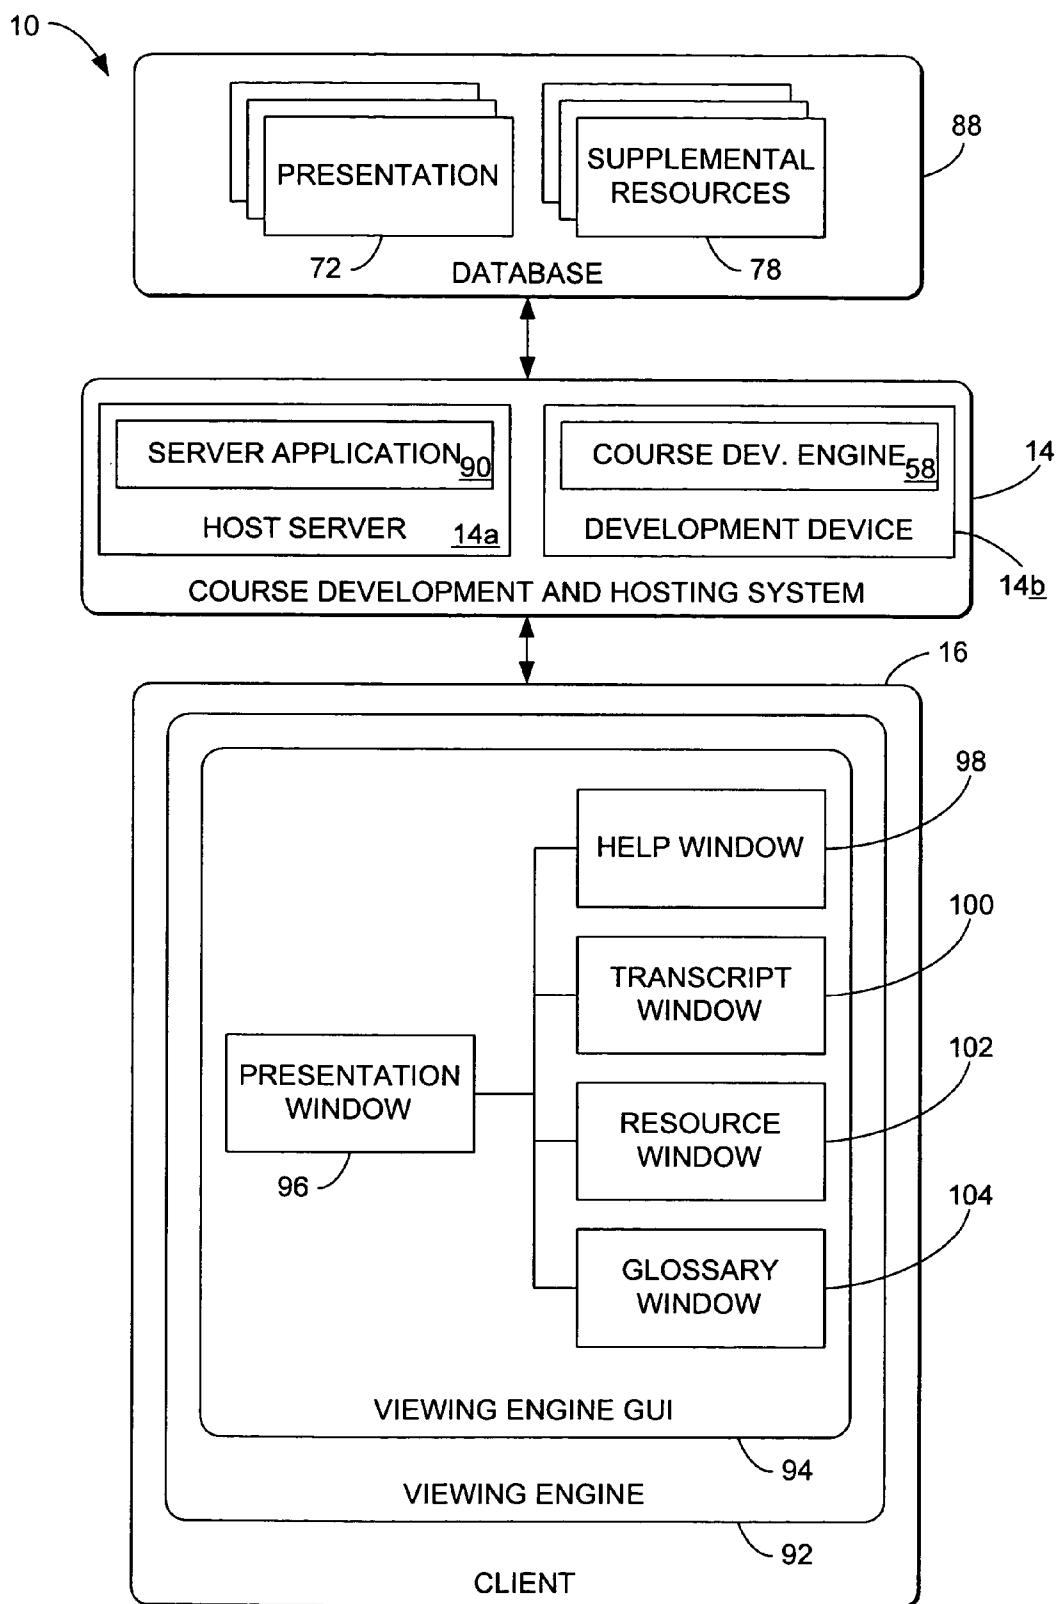 10
PRESENTATION
SUPPLEMENTAL
RESOURCES
88
72
78
DATABASE
SERVER APPLICATION 90
COURSE DEV. ENGINE 58
14
HOST SERVER 14a
DEVELOPMENT DEVICE
COURSE DEVELOPMENT AND HOSTING SYSTEM
14b
16
98
HELP WINDOW
100
TRANSCRIPT
WINDOW
102
PRESENTATION
WINDOW
96
RESOURCE
WINDOW
104
GLOSSARY
WINDOW
VIEWING ENGINE GUI
94
VIEWING ENGINE
92
CLIENT